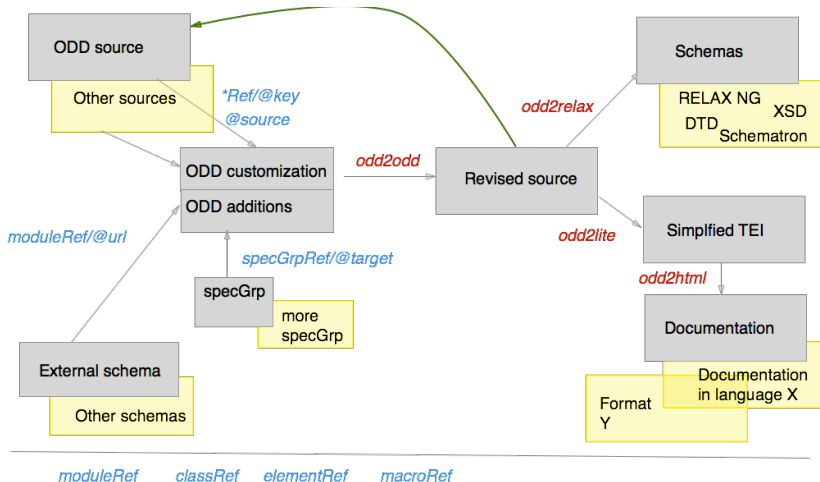 ODD source
Other sources
*Ref/@key
@source
ODD customization
ODD additions
odd2odd
Revised source
odd2relax
Schemas
RELAX NG
XSD
DTD
Schematron
odd2lite
Simplfied TEI
odd2html
Documentation
Documentation
in language X
Format
Y
moduleRef/@url
specGrpRef/@target
specGrp
more
specGrp
External schema
Other schemas
moduleRef classRef elementRef macroRef